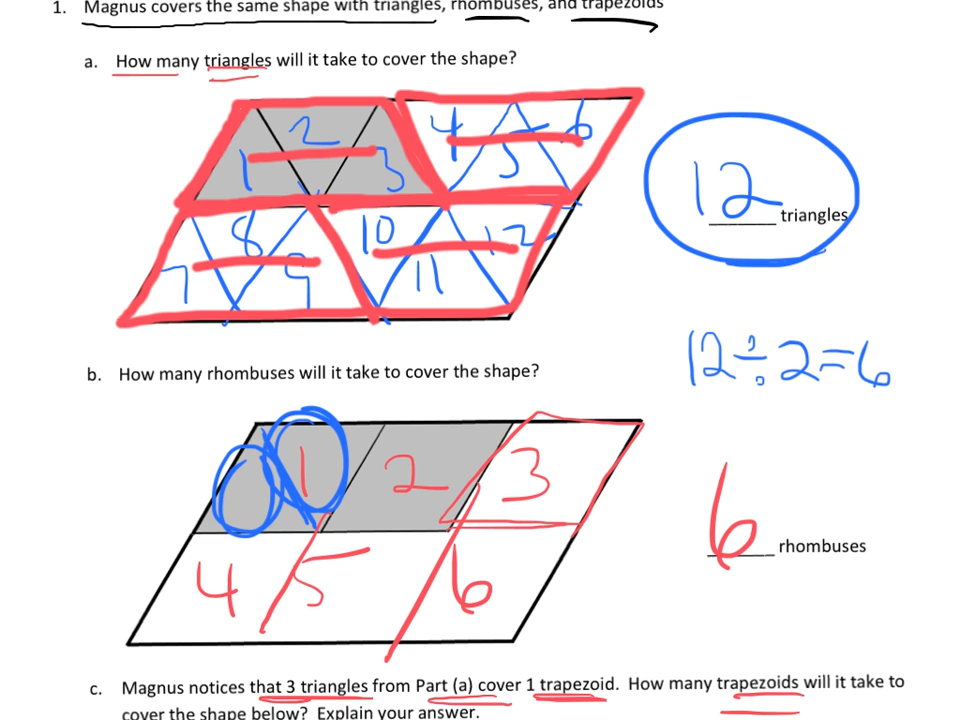 1. Magnus covers the same shape with triangles, rhombuses, and trapezoids
a. How many triangles will it take to cover the shape?
2 4 6
1 3 5
12 triangles
8 10 12
7 9 11
12 ÷ 2 = 6
b. How many rhombuses will it take to cover the shape?
1 2 3
4 5 6
6 rhombuses
c. Magnus notices that 3 triangles from Part (a) cover 1 trapezoid. How many trapezoids will it take to
cover the shape below? Explain your answer.